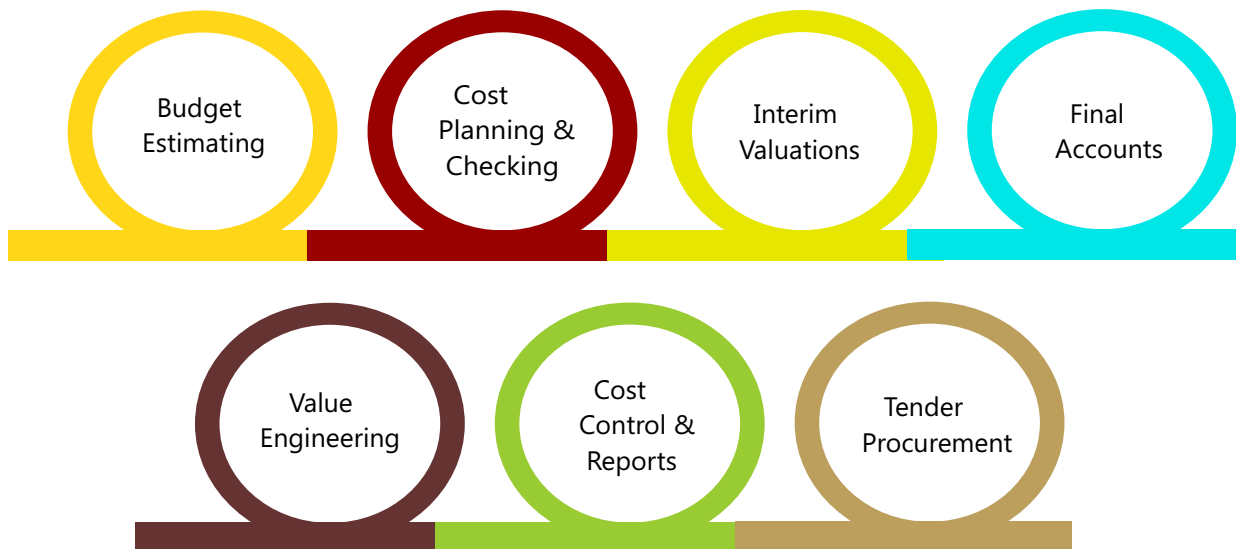 Budget
Estimating
Cost
Planning &
Checking
Interim
Valuations
Final
Accounts
Value
Engineering
Cost
Control &
Reports
Tender
Procurement